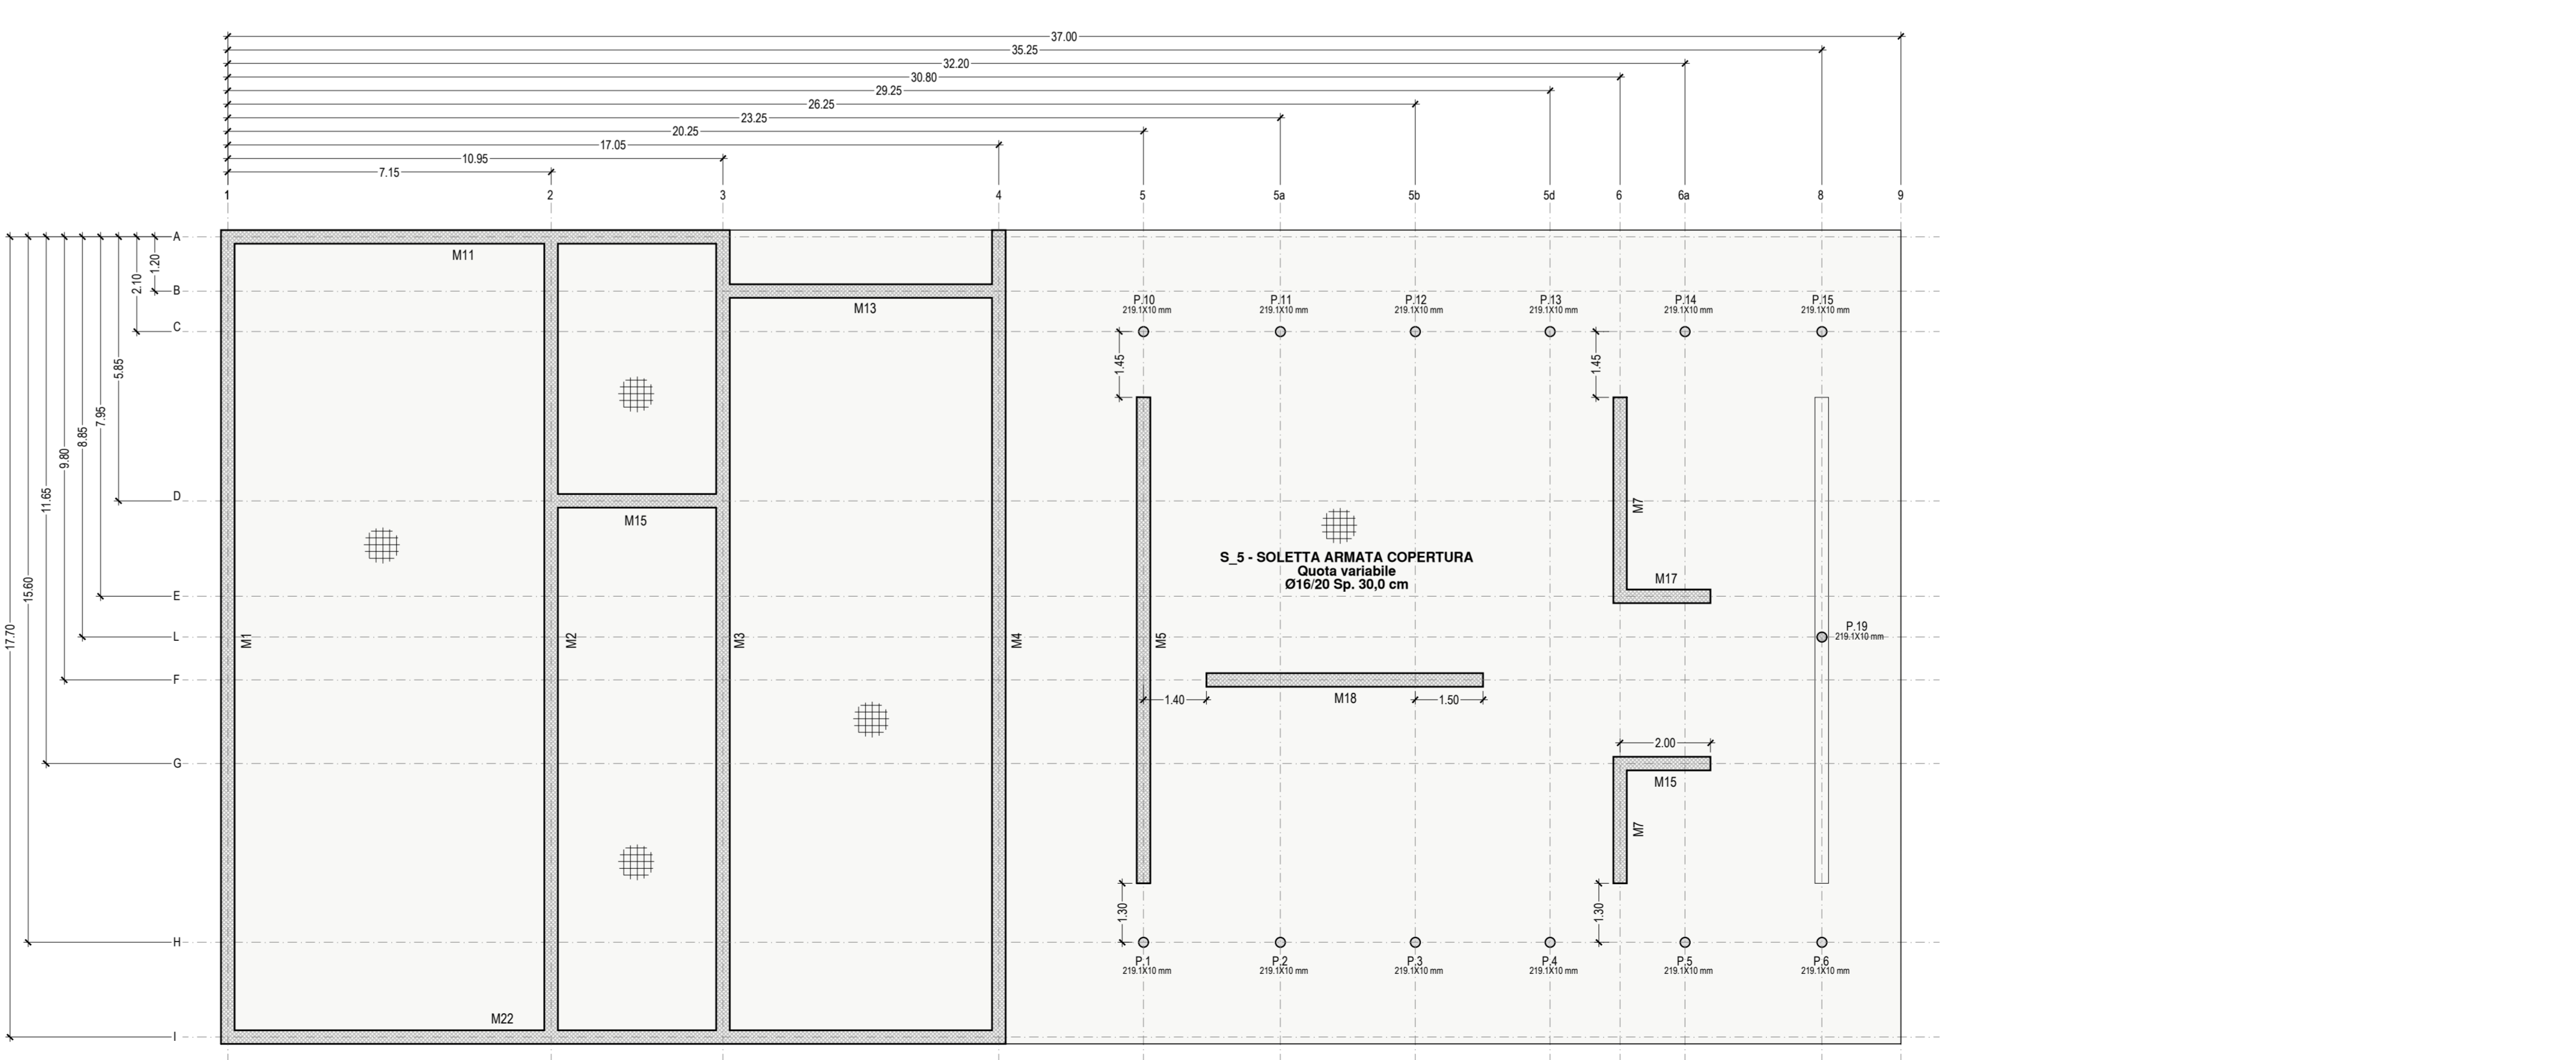 37.00
35.25
32.20
30.80
29.25
26.25
23.25
20.25
17.05
10.95
7.15
1 2 3 4 5 5a 5b 5d 6 6a 8 9
A
B
C
D
E
L
F
G
H
I
1.20
2.10
5.85
7.95
8.85
9.80
11.65
15.60
17.70
M11
M13
P.10
219.1X10 mm
P.11
219.1X10 mm
P.12
219.1X10 mm
P.13
219.1X10 mm
P.14
219.1X10 mm
P.15
219.1X10 mm
1.45
1.45
M15
M7
S_5 - SOLETTA ARMATA COPERTURA
Quota variabile
Ø16/20 Sp. 30,0 cm
M17
M1
M2
M3
M4
M5
P.19
219.1X10 mm
1.40
M18
1.50
2.00
M15
M7
1.30
1.30
P.1
219.1X10 mm
P.2
219.1X10 mm
P.3
219.1X10 mm
P.4
219.1X10 mm
P.5
219.1X10 mm
P.6
219.1X10 mm
M22